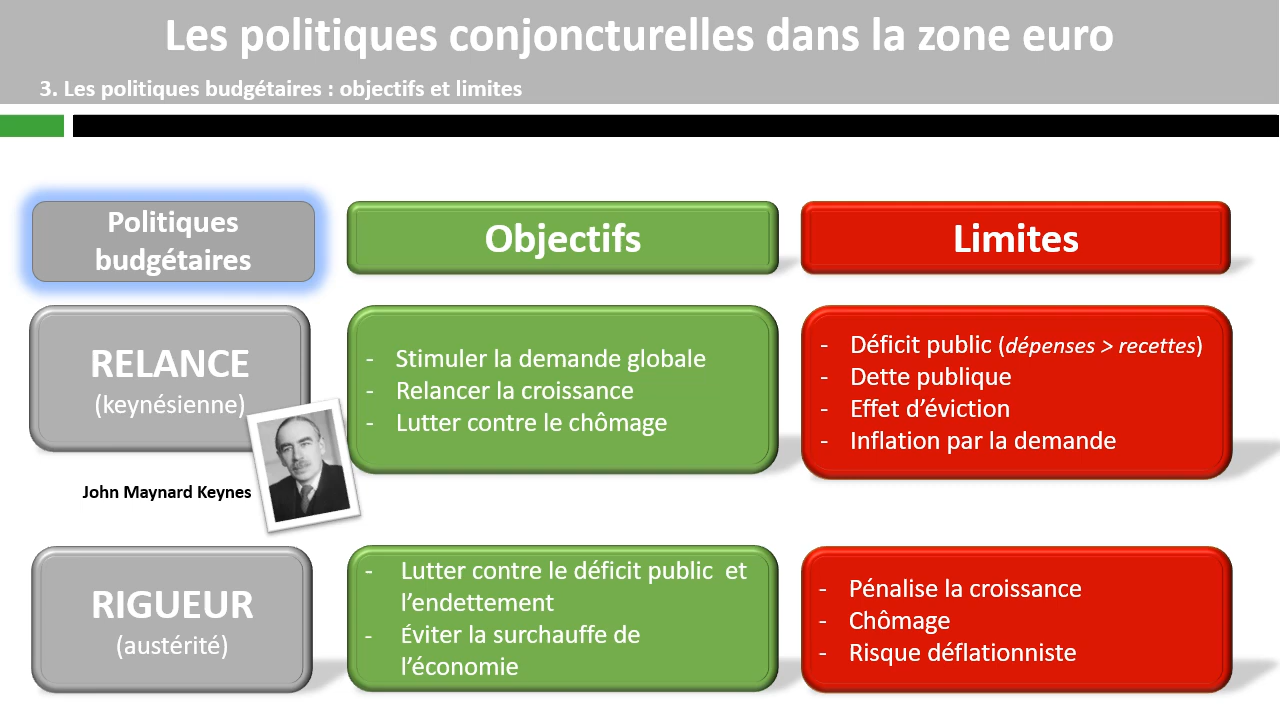 Les politiques conjoncturelles dans la zone euro
3. Les politiques budgétaires : objectifs et limites
Politiques
budgétaires
Objectifs
Limites
RELANCE
(keynésienne)
- Stimuler la demande globale
- Relancer la croissance
- Lutter contre le chômage
- Déficit public (dépenses > recettes)
- Dette publique
- Effet d’éviction
- Inflation par la demande
John Maynard Keynes
RIGUEUR
(austérité)
- Lutter contre le déficit public et
l’endettement
- Éviter la surchauffe de
l’économie
- Pénalise la croissance
- Chômage
- Risque déflationniste